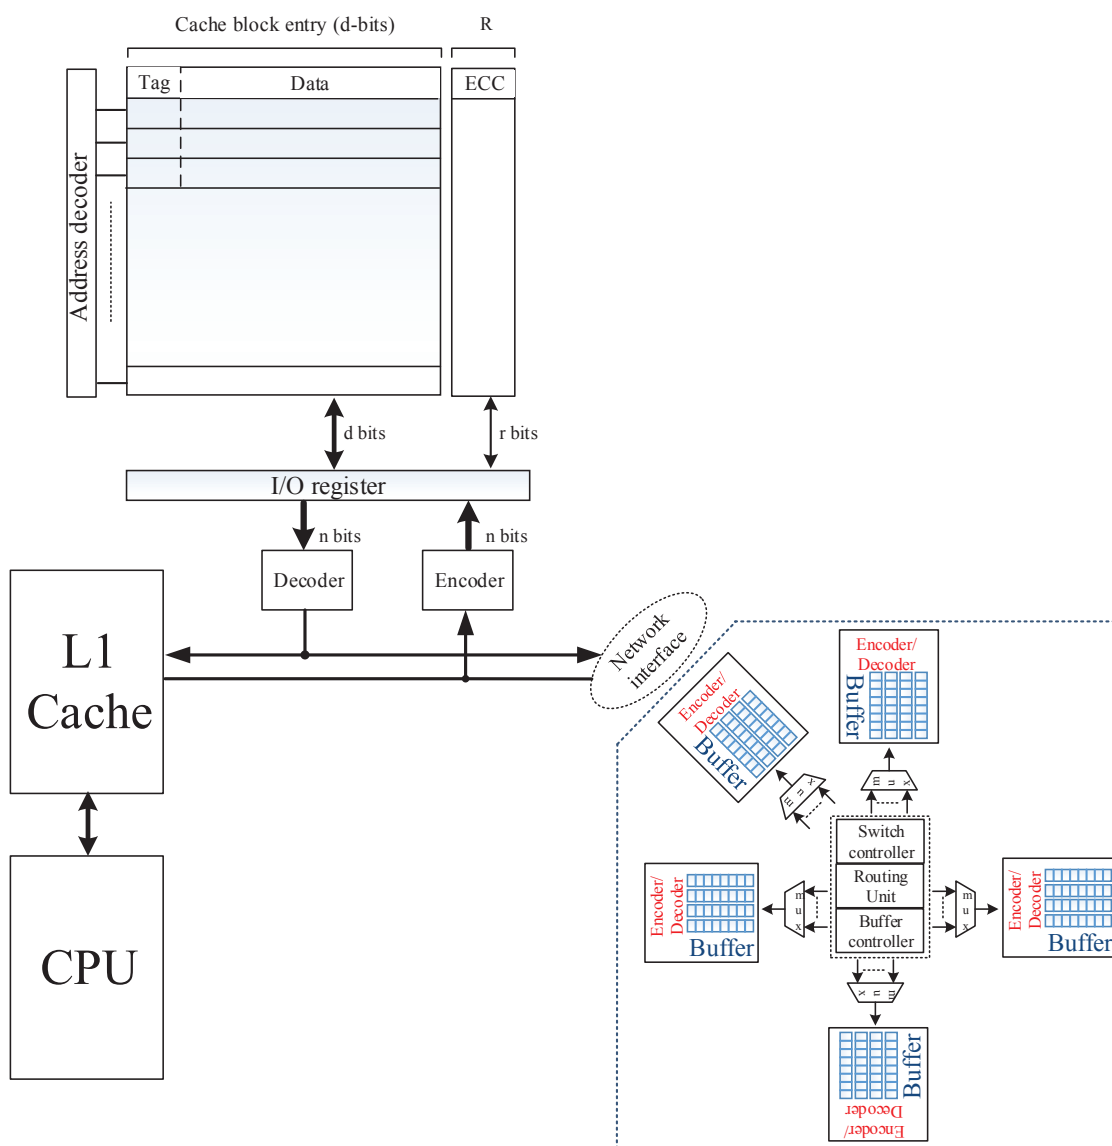 Cache block entry (d-bits)
R
Tag
Data
ECC
Address decoder
d bits
r bits
I/O register
n bits
n bits
Decoder
Encoder
L1
Cache
CPU
Network
interface
Encoder/
Decoder
Buffer
mux
Encoder/
Decoder
Buffer
mux
Switch
controller
Routing
Unit
Buffer
controller
Encoder/
Decoder
Buffer
mux
mux
Encoder/
Decoder
Buffer
mux
Buffer
Encoder/
Decoder